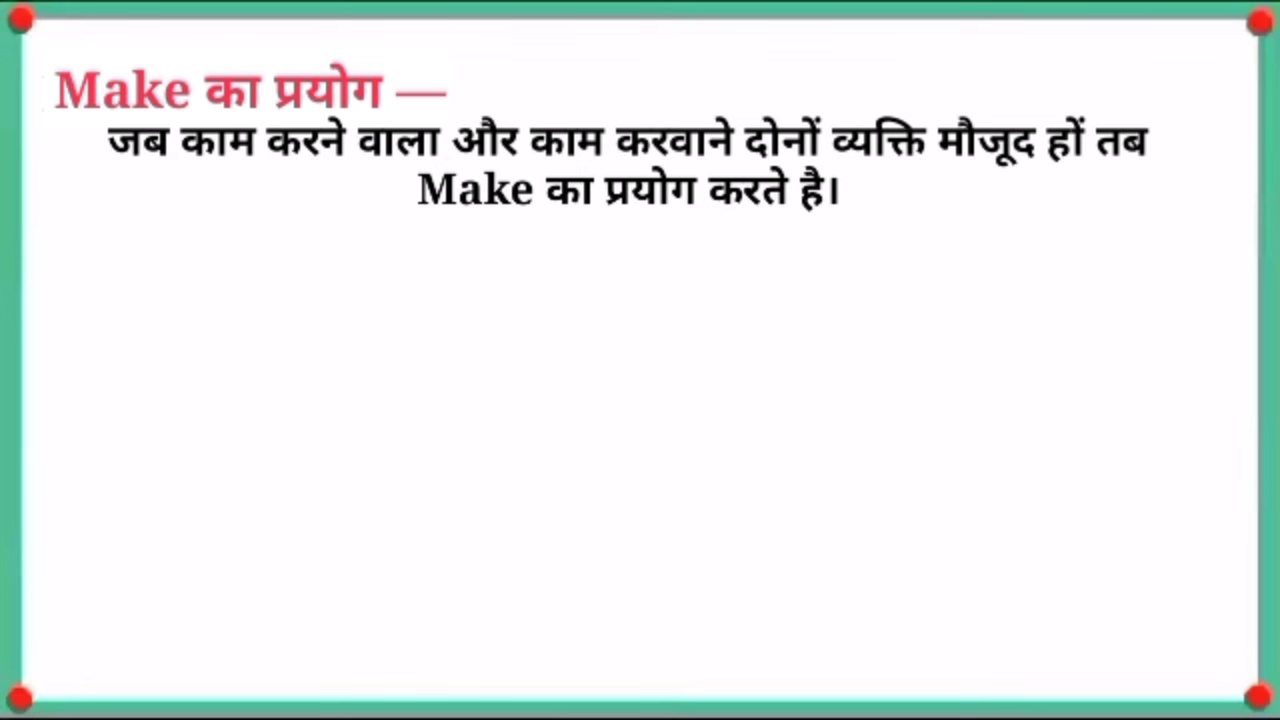 Make का प्रयोग —
जब काम करने वाला और काम करवाने दोनों व्यक्ति मौजूद हों तब
Make का प्रयोग करते है।